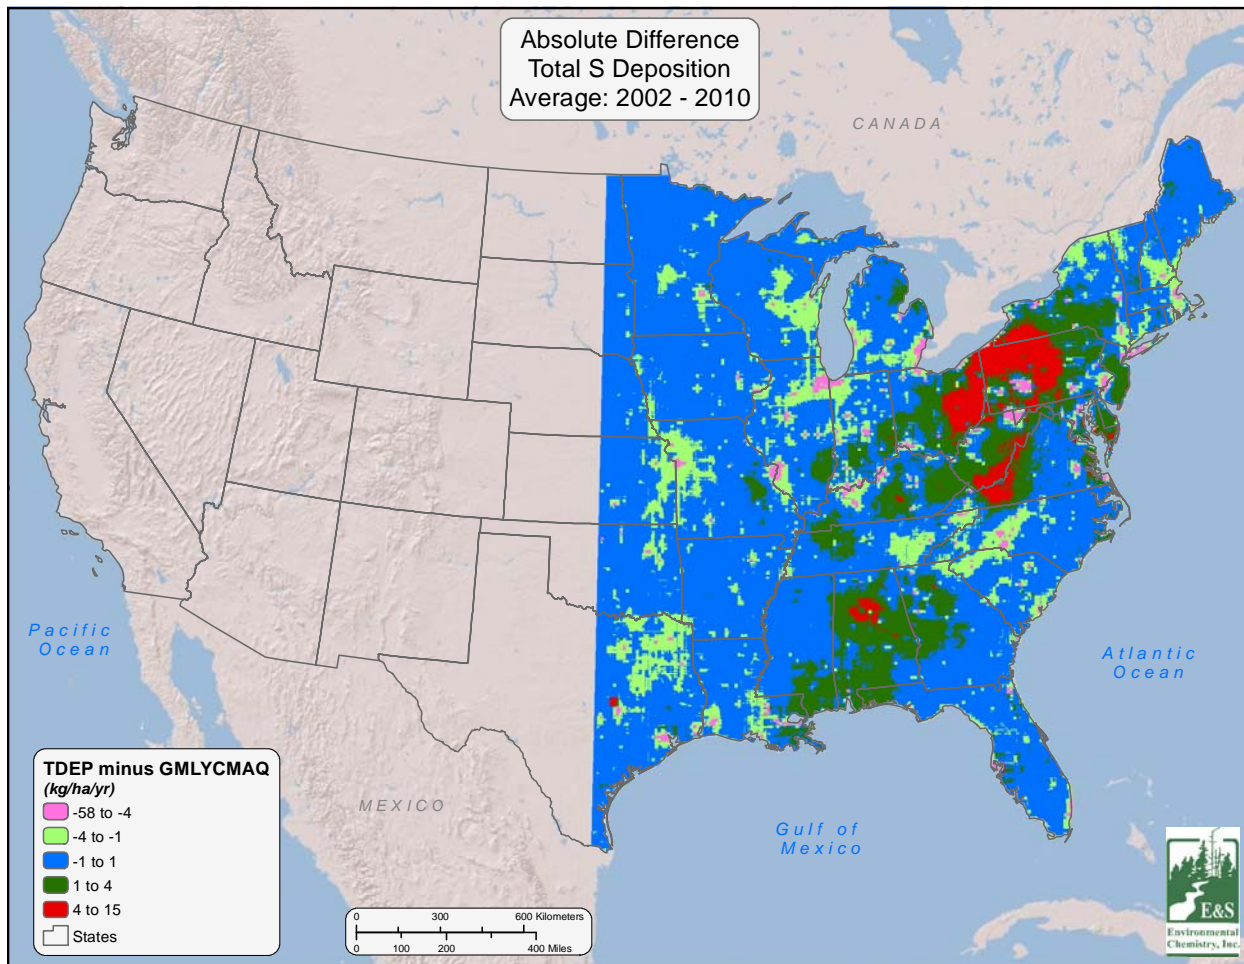 Absolute Difference
Total S Deposition
Average: 2002 - 2010
CANADA
Pacific
Ocean
Atlantic
Ocean
TDEP minus GMLYCMAQ
(kg/ha/yr)
-58 to -4
-4 to -1
-1 to 1
1 to 4
4 to 15
States
MEXICO
Gulf of
Mexico
0 300 600 Kilometers
0 100 200 400 Miles
E&S
Environmental
Chemistry, Inc.